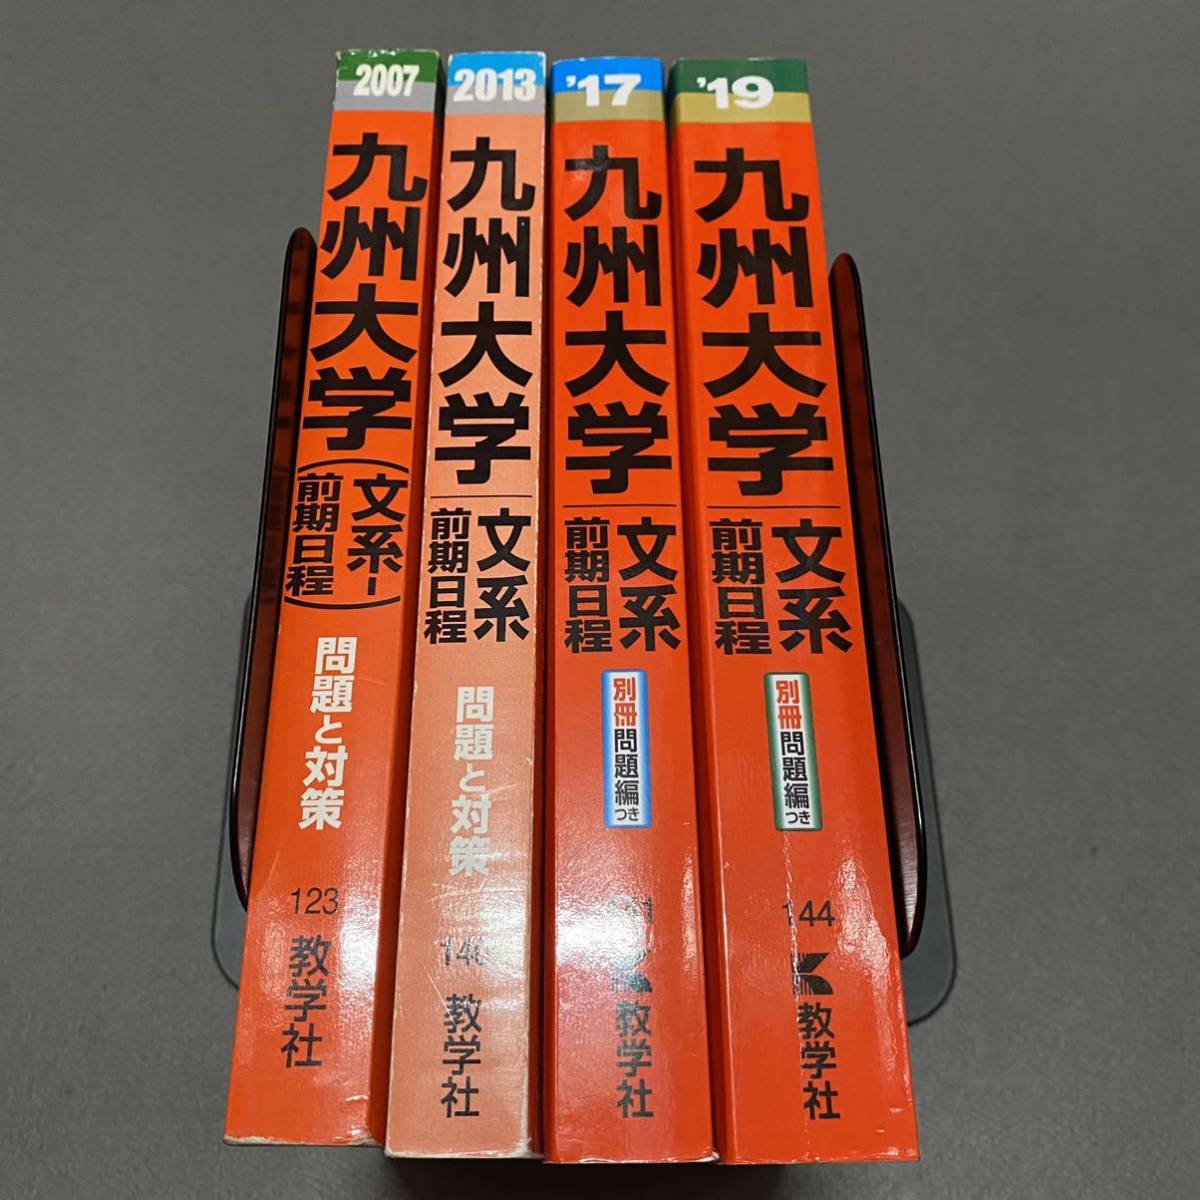 2007
九州大学
(文系-
前期日程)
問題と対策
123
教学社
2013
九州大学
文系
前期日程
問題と対策
教学社
'17
九州大学
文系
前期日程
別冊問題編つき
K
教学社
'19
九州大学
文系
前期日程
別冊問題編つき
144
K
教学社